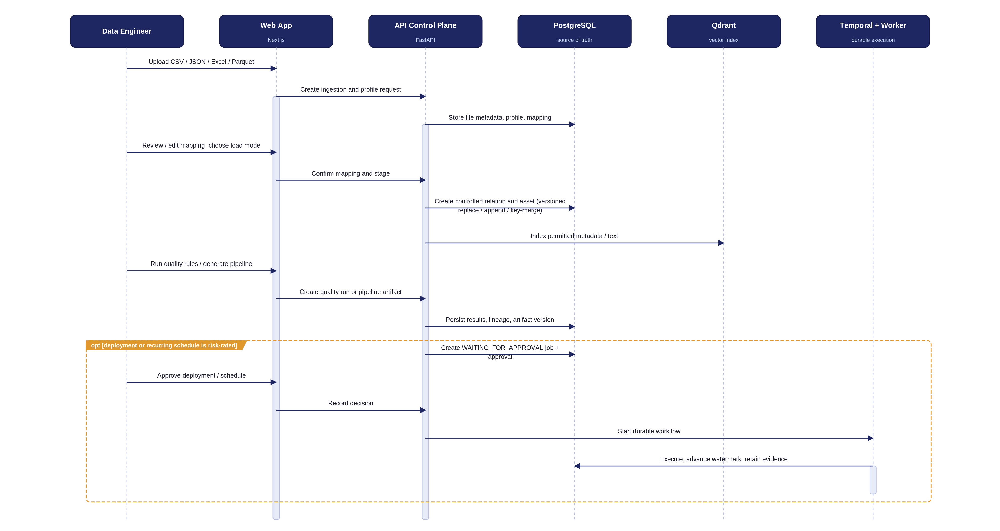 Data Engineer
Web App
Next.js
API Control Plane
FastAPI
PostgreSQL
source of truth
Qdrant
vector index
Temporal + Worker
durable execution
Upload CSV / JSON / Excel / Parquet
Create ingestion and profile request
Store file metadata, profile, mapping
Review / edit mapping; choose load mode
Confirm mapping and stage
Create controlled relation and asset (versioned
replace / append / key-merge)
Index permitted metadata / text
Run quality rules / generate pipeline
Create quality run or pipeline artifact
Persist results, lineage, artifact version
opt [deployment or recurring schedule is risk-rated]
Create WAITING_FOR_APPROVAL job +
approval
Approve deployment / schedule
Record decision
Start durable workflow
Execute, advance watermark, retain evidence